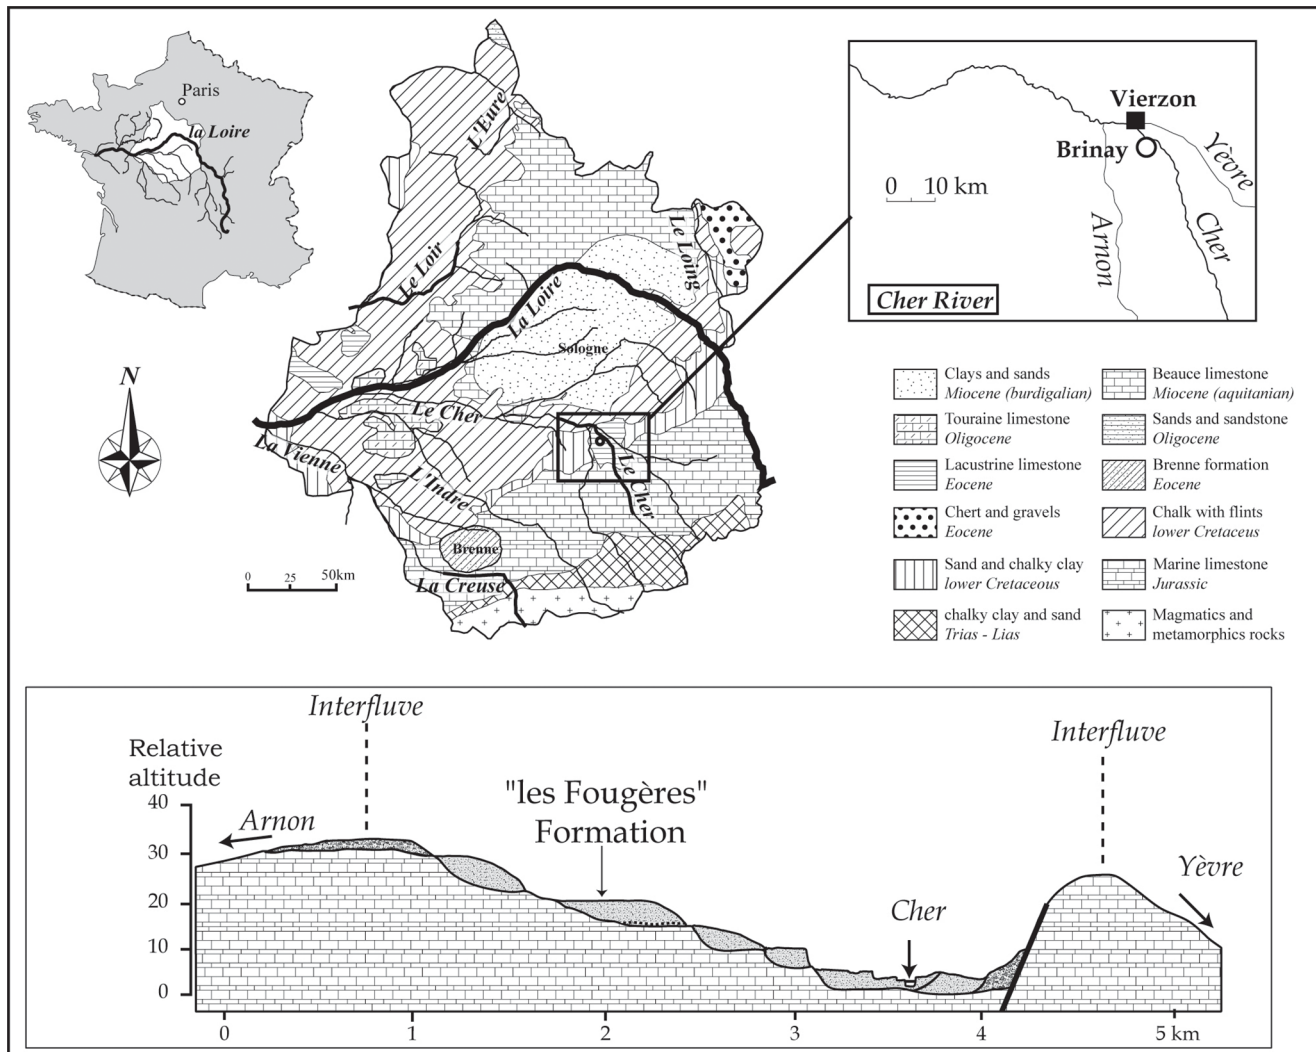 Paris
la Loire
L'Eure
Le Loir
Le Loing
La Loire
Sologne
Le Cher
La Vienne
L'Indre
Le Cher
Brenne
La Creuse
N
0 25 50km
Vierzon
Brinay
Yèvre
0 10 km
Arnon
Cher
Cher River
Clays and sands
Miocene (burdigalian)
Touraine limestone
Oligocene
Lacustrine limestone
Eocene
Chert and gravels
Eocene
Sand and chalky clay
lower Cretaceous
chalky clay and sand
Trias - Lias
Beauce limestone
Miocene (aquitanian)
Sands and sandstone
Oligocene
Brenne formation
Eocene
Chalk with flints
lower Cretaceus
Marine limestone
Jurassic
Magmatics and
metamorphics rocks
Interfluve
Interfluve
Relative
altitude
"les Fougères"
Formation
40
Arnon
30
Yèvre
20
Cher
10
0
0 1 2 3 4 5 km